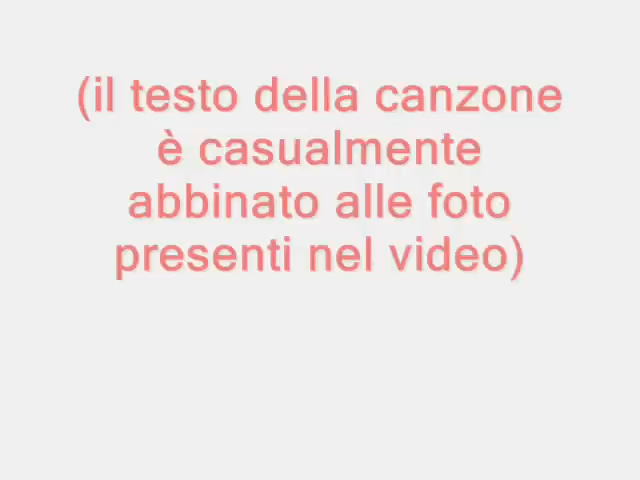 (il testo della canzone
è casualmente
abbinato alle foto
presenti nel video)